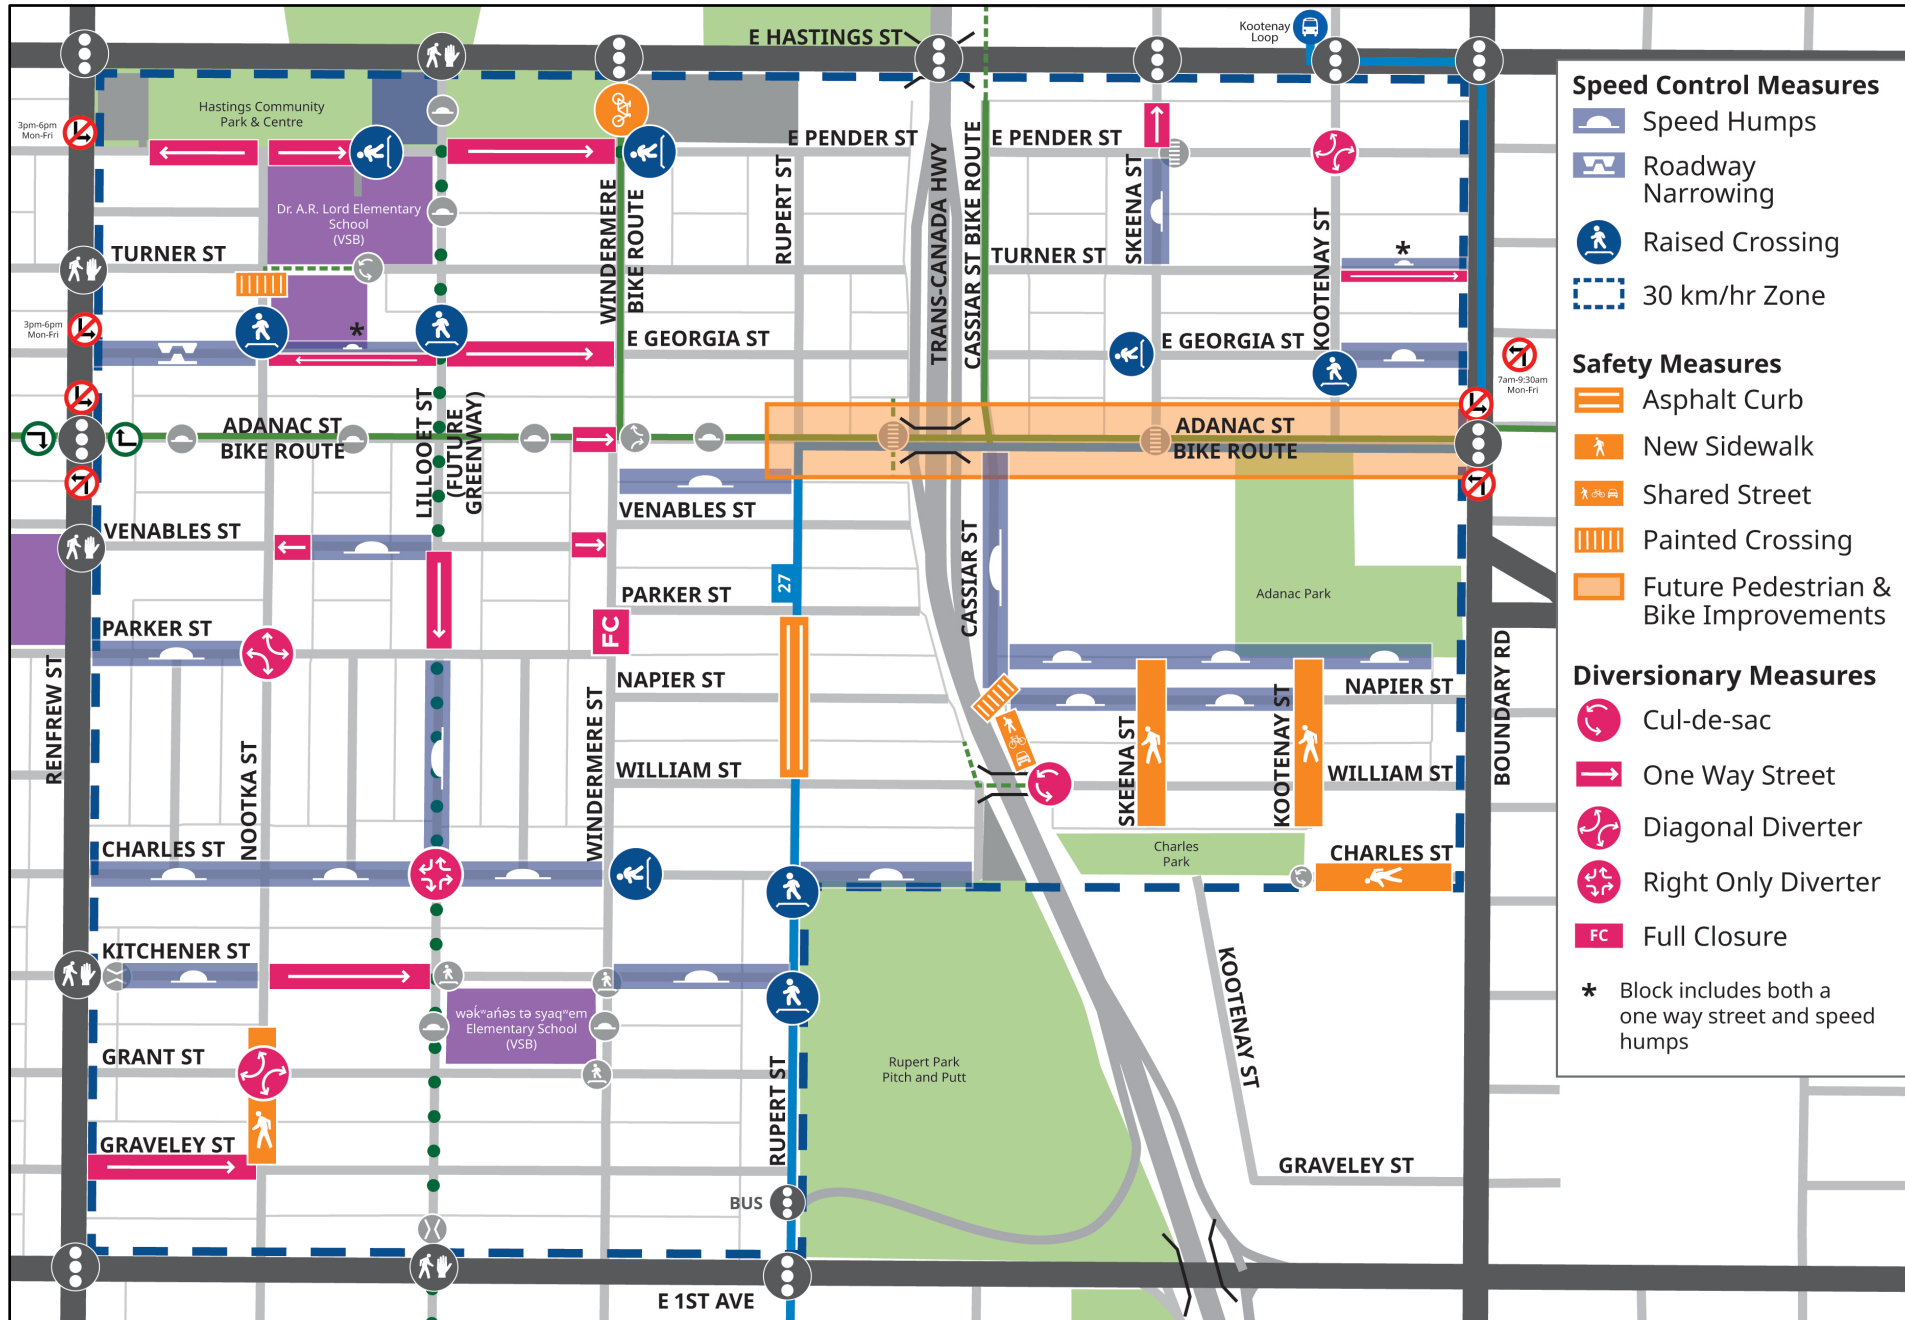 E HASTINGS ST
Kootenay
Loop
Hastings Community
Park & Centre
3pm-6pm
Mon-Fri
E PENDER ST
E PENDER ST
Dr. A.R. Lord Elementary
School
(VSB)
WINDERMERE
BIKE ROUTE
RUPERT ST
TRANS-CANADA HWY
CASSIAR ST BIKE ROUTE
SKEENA ST
KOOTENAY ST
TURNER ST
TURNER ST
*
3pm-6pm
Mon-Fri
*
E GEORGIA ST
E GEORGIA ST
7am-9:30am
Mon-Fri
ADANAC ST
BIKE ROUTE
LILLOOET ST
(FUTURE
GREENWAY)
ADANAC ST
BIKE ROUTE
VENABLES ST
VENABLES ST
CASSIAR ST
27
PARKER ST
Adanac Park
PARKER ST
FC
RENFREW ST
NAPIER ST
NAPIER ST
BOUNDARY RD
NOOTKA ST
WINDERMERE ST
WILLIAM ST
SKEENA ST
KOOTENAY ST
WILLIAM ST
CHARLES ST
Charles
Park
CHARLES ST
KITCHENER ST
KOOTENAY ST
wək̓ʷan̓əs tə syaqʷəm
Elementary School
(VSB)
GRANT ST
Rupert Park
Pitch and Putt
RUPERT ST
GRAVELEY ST
GRAVELEY ST
BUS
E 1ST AVE
Speed Control Measures
Speed Humps
Roadway
Narrowing
Raised Crossing
30 km/hr Zone
Safety Measures
Asphalt Curb
New Sidewalk
Shared Street
Painted Crossing
Future Pedestrian &
Bike Improvements
Diversionary Measures
Cul-de-sac
One Way Street
Diagonal Diverter
Right Only Diverter
FC
Full Closure
* Block includes both a
one way street and speed
humps